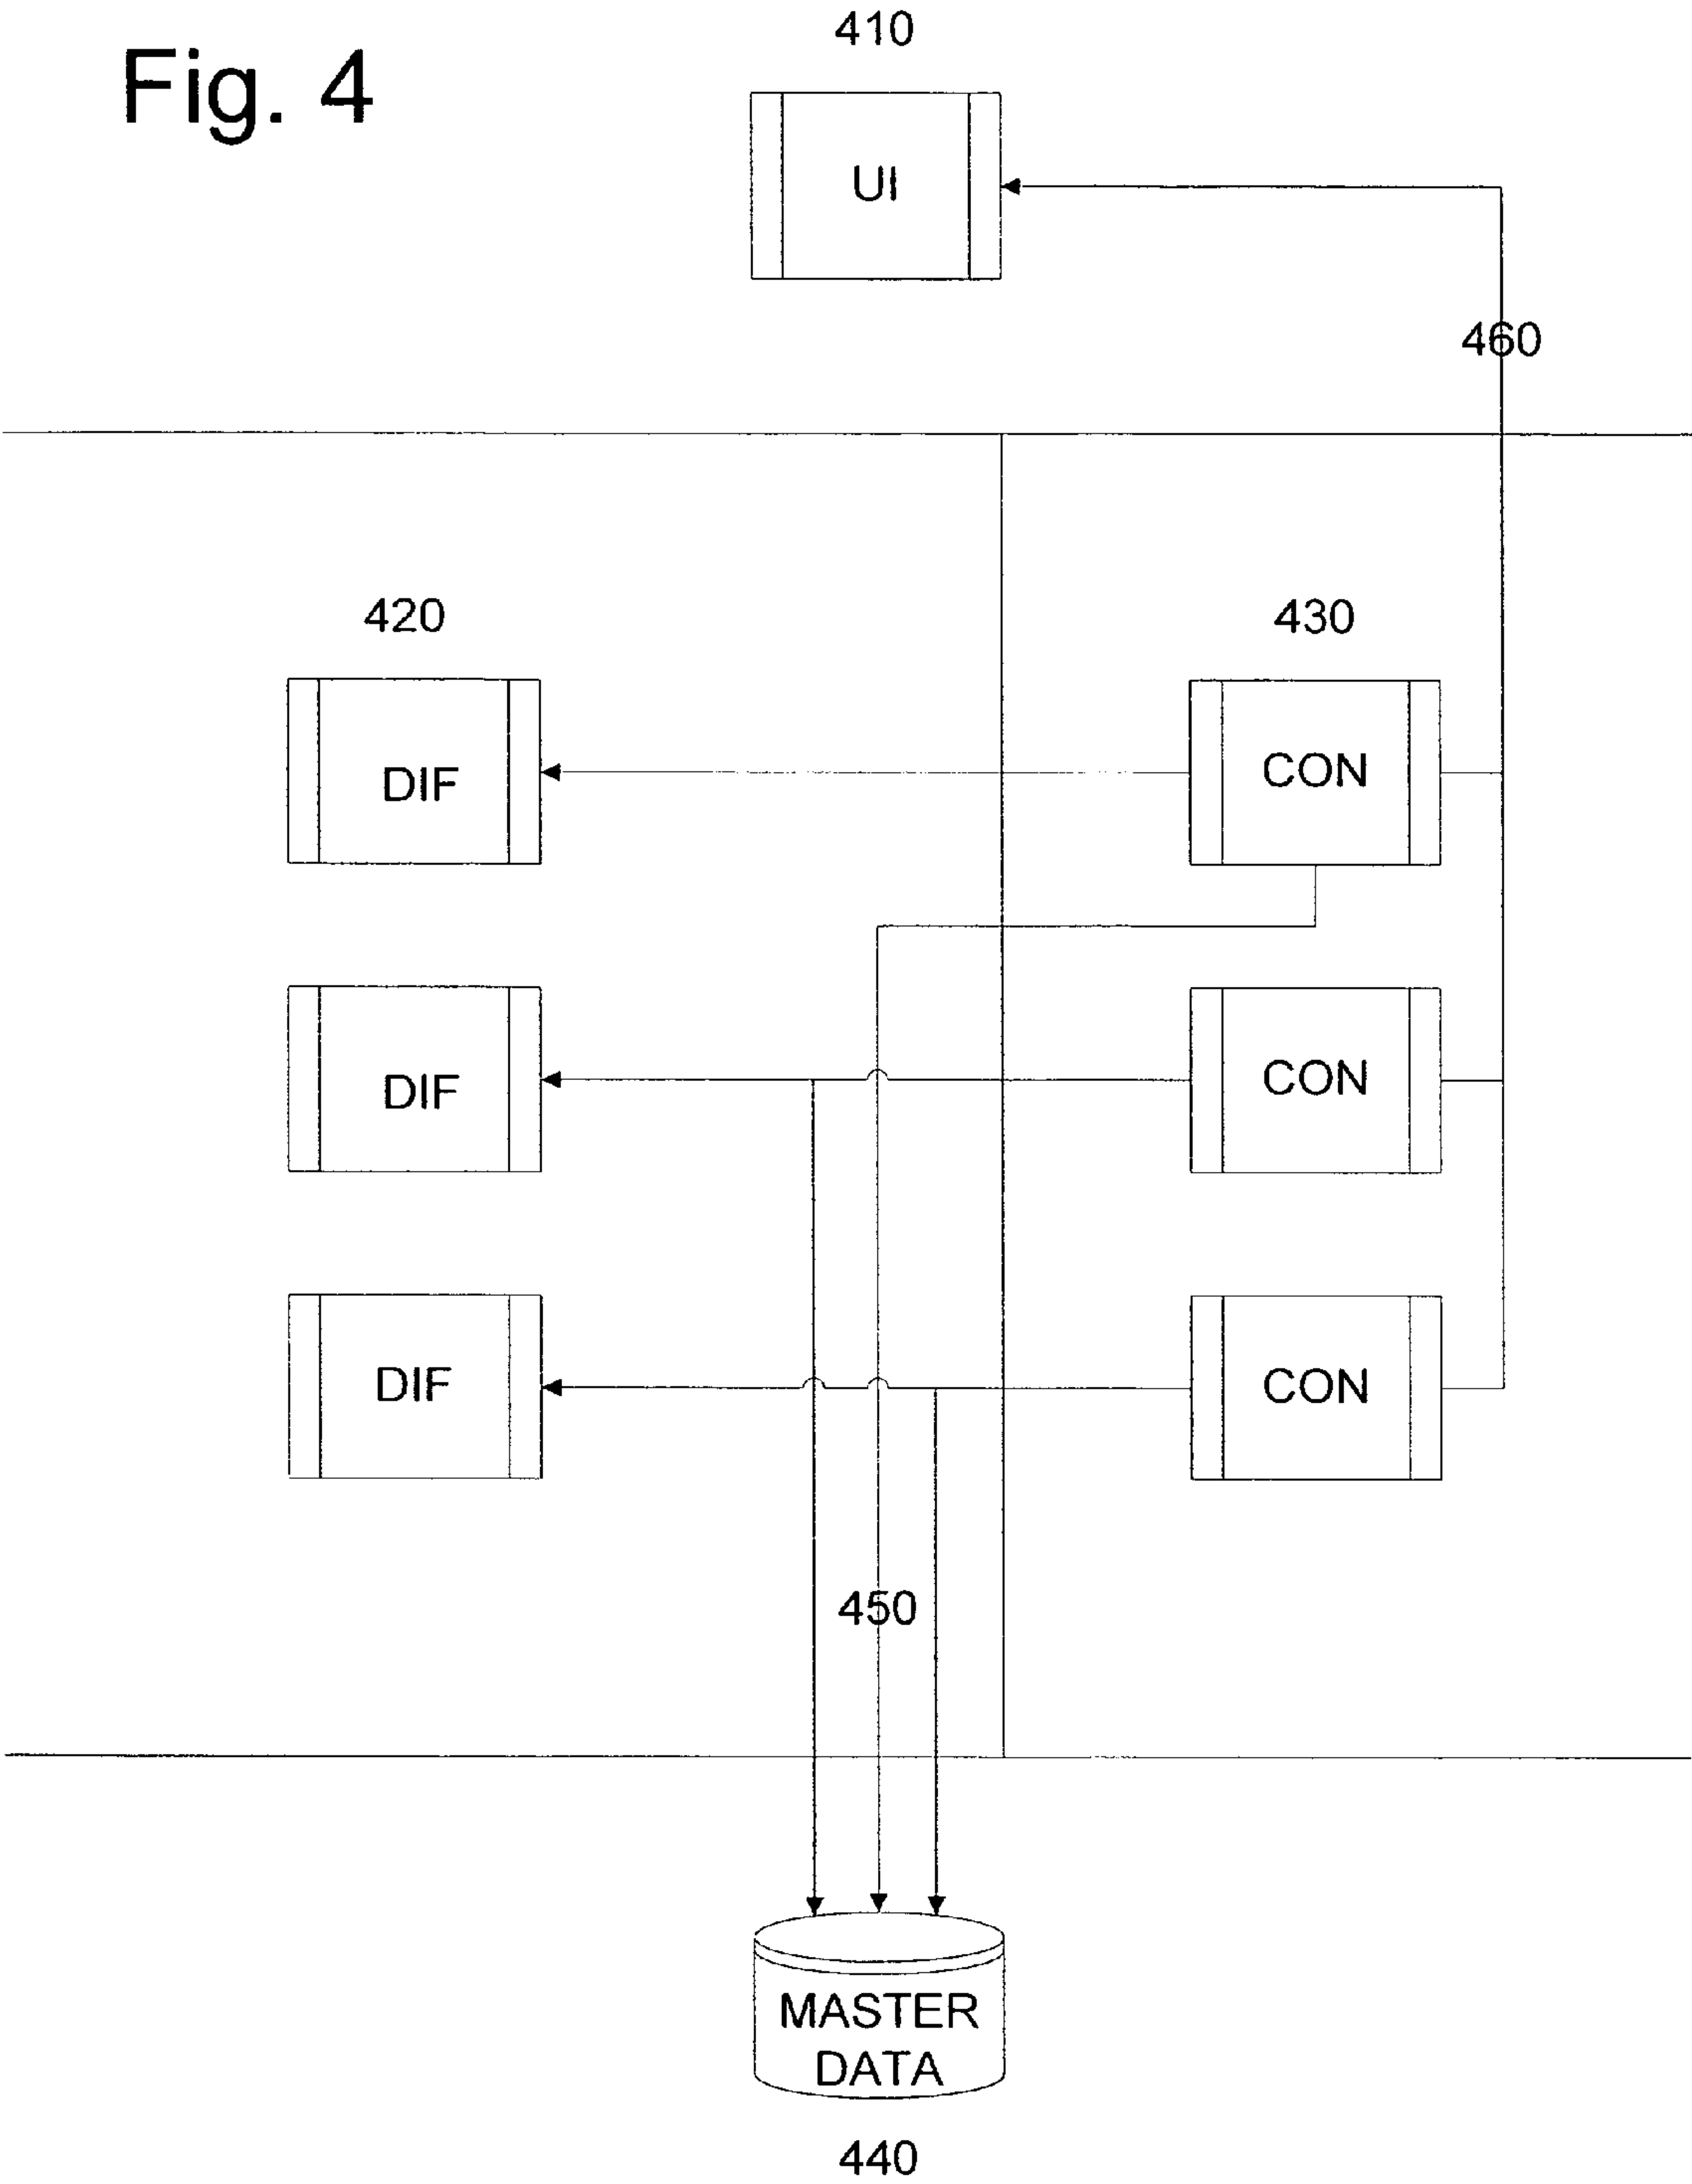 Fig. 4
410
UI
460
420
430
DIF
CON
DIF
CON
DIF
CON
450
MASTER
DATA
440